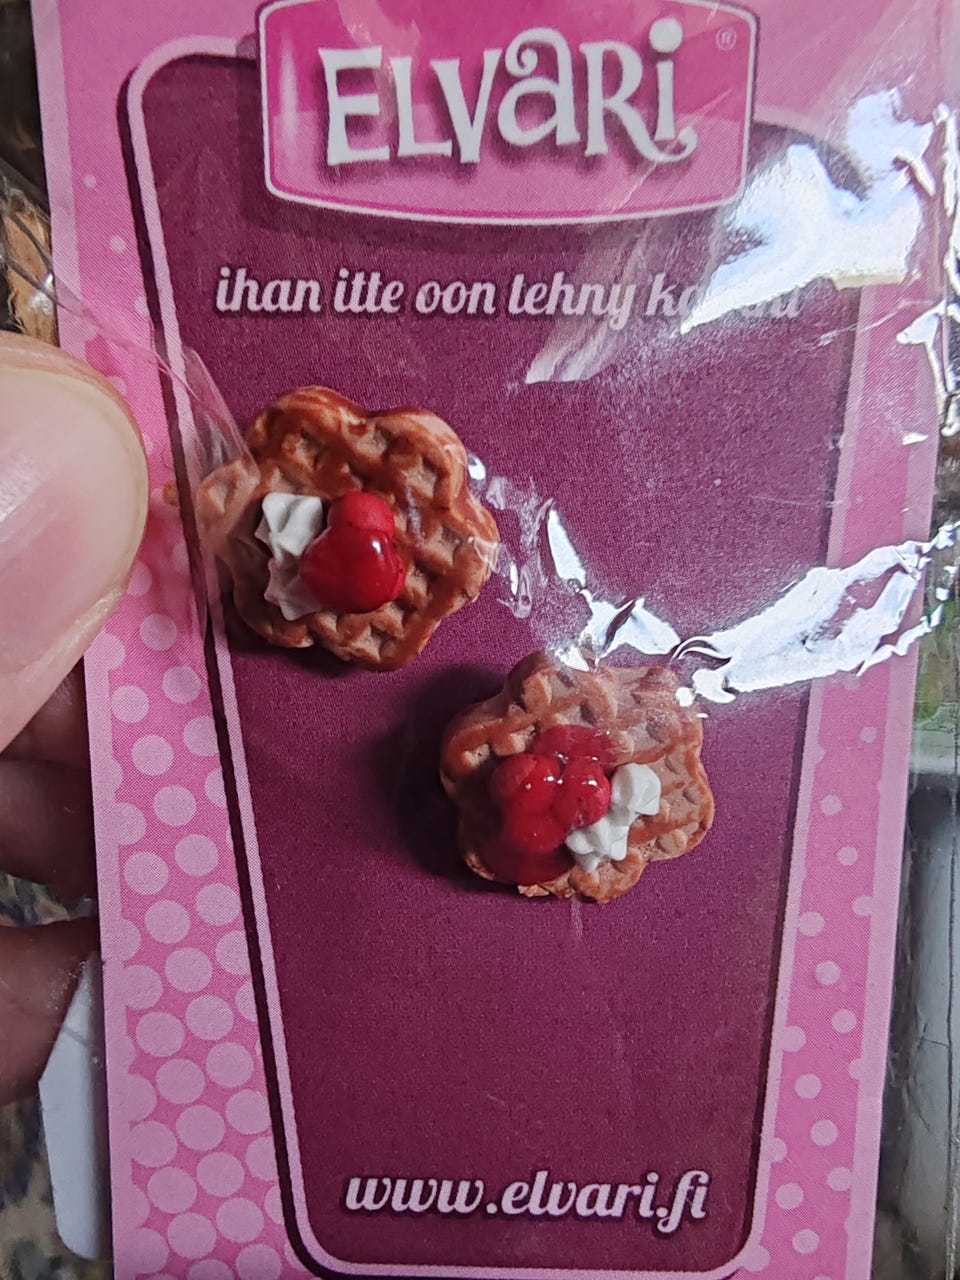 ELVARi ®
ihan itte oon tehny
www.elvari.fi